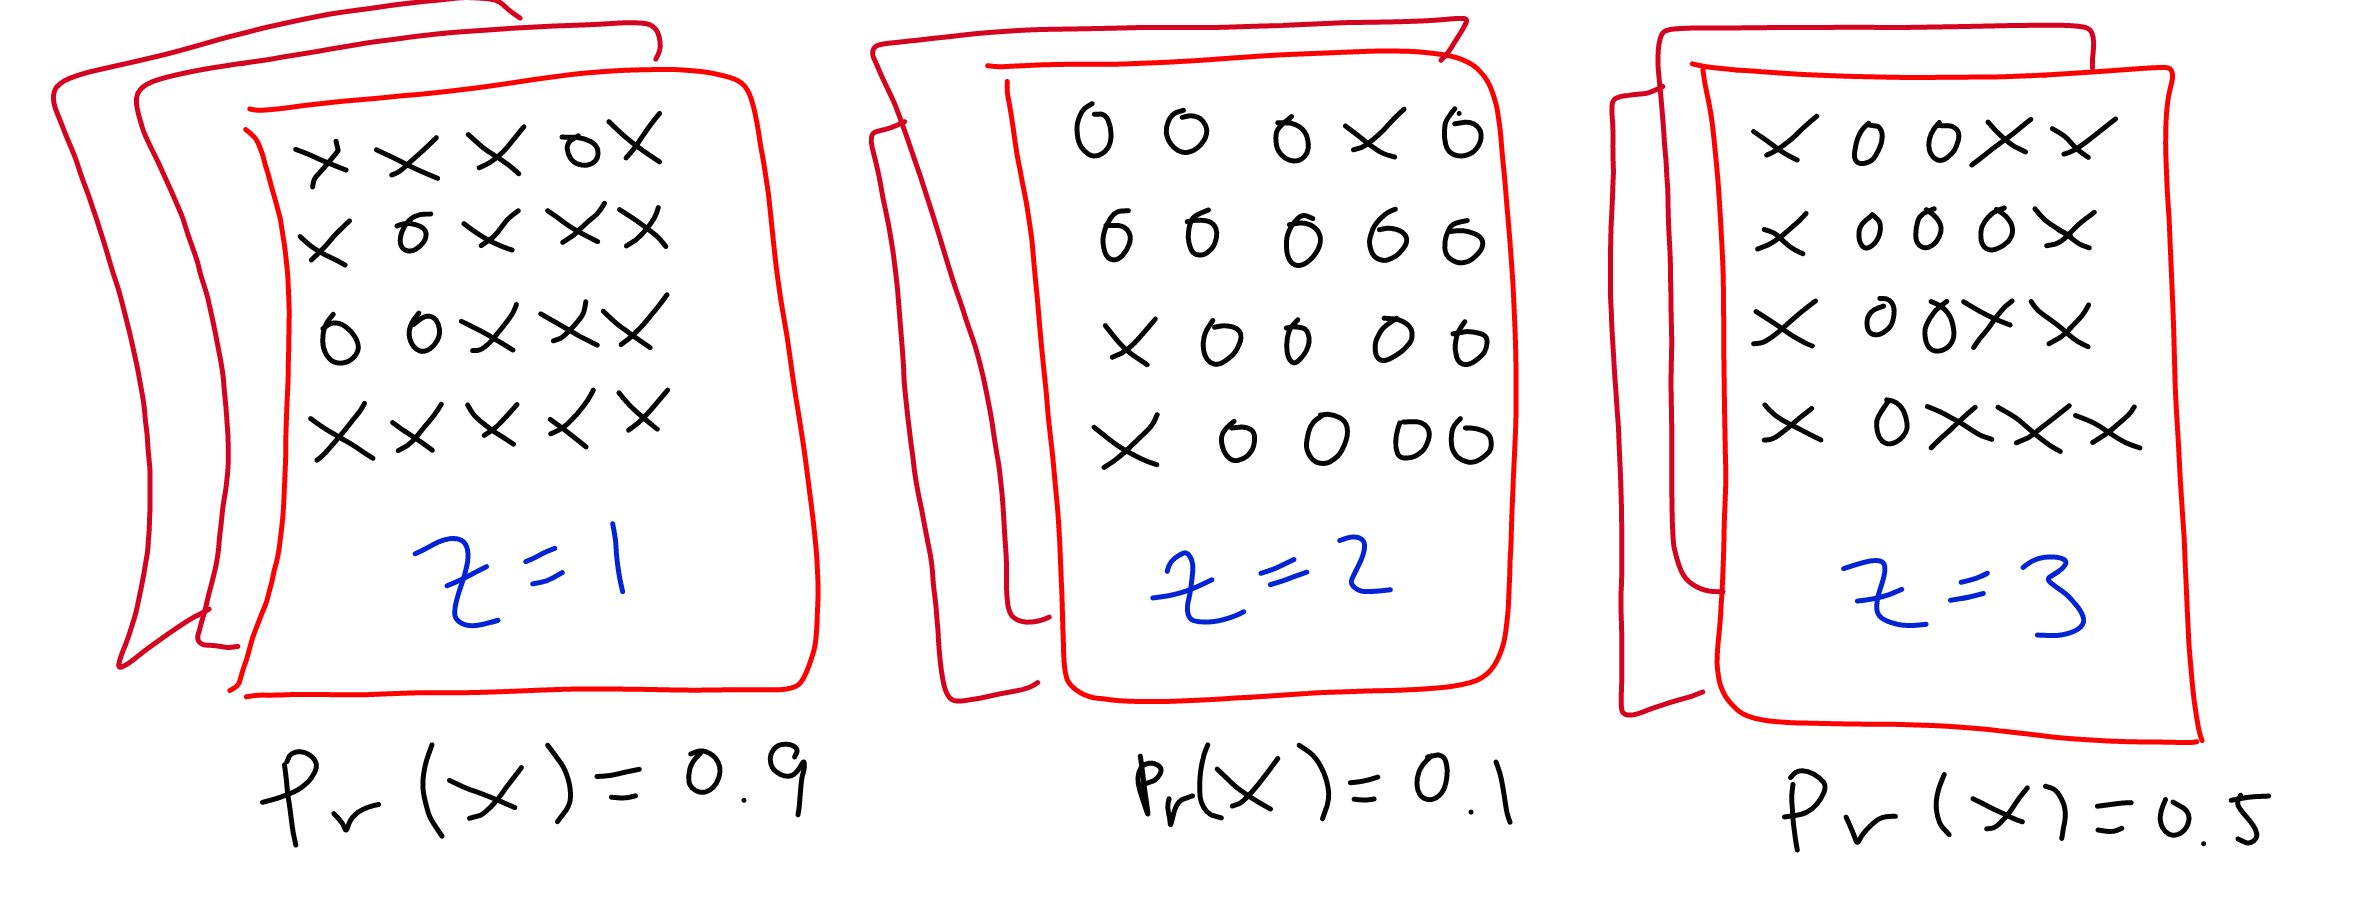 X X X O X
X O X X X
O O X X X
X X X X X
z = 1
Pr(X) = 0.9
O O O X O
O O O O O
X O O O O
X O O O O
z = 2
Pr(X) = 0.1
X O O X X
X O O O X
X O O X X
X O X X X
z = 3
Pr(X) = 0.5